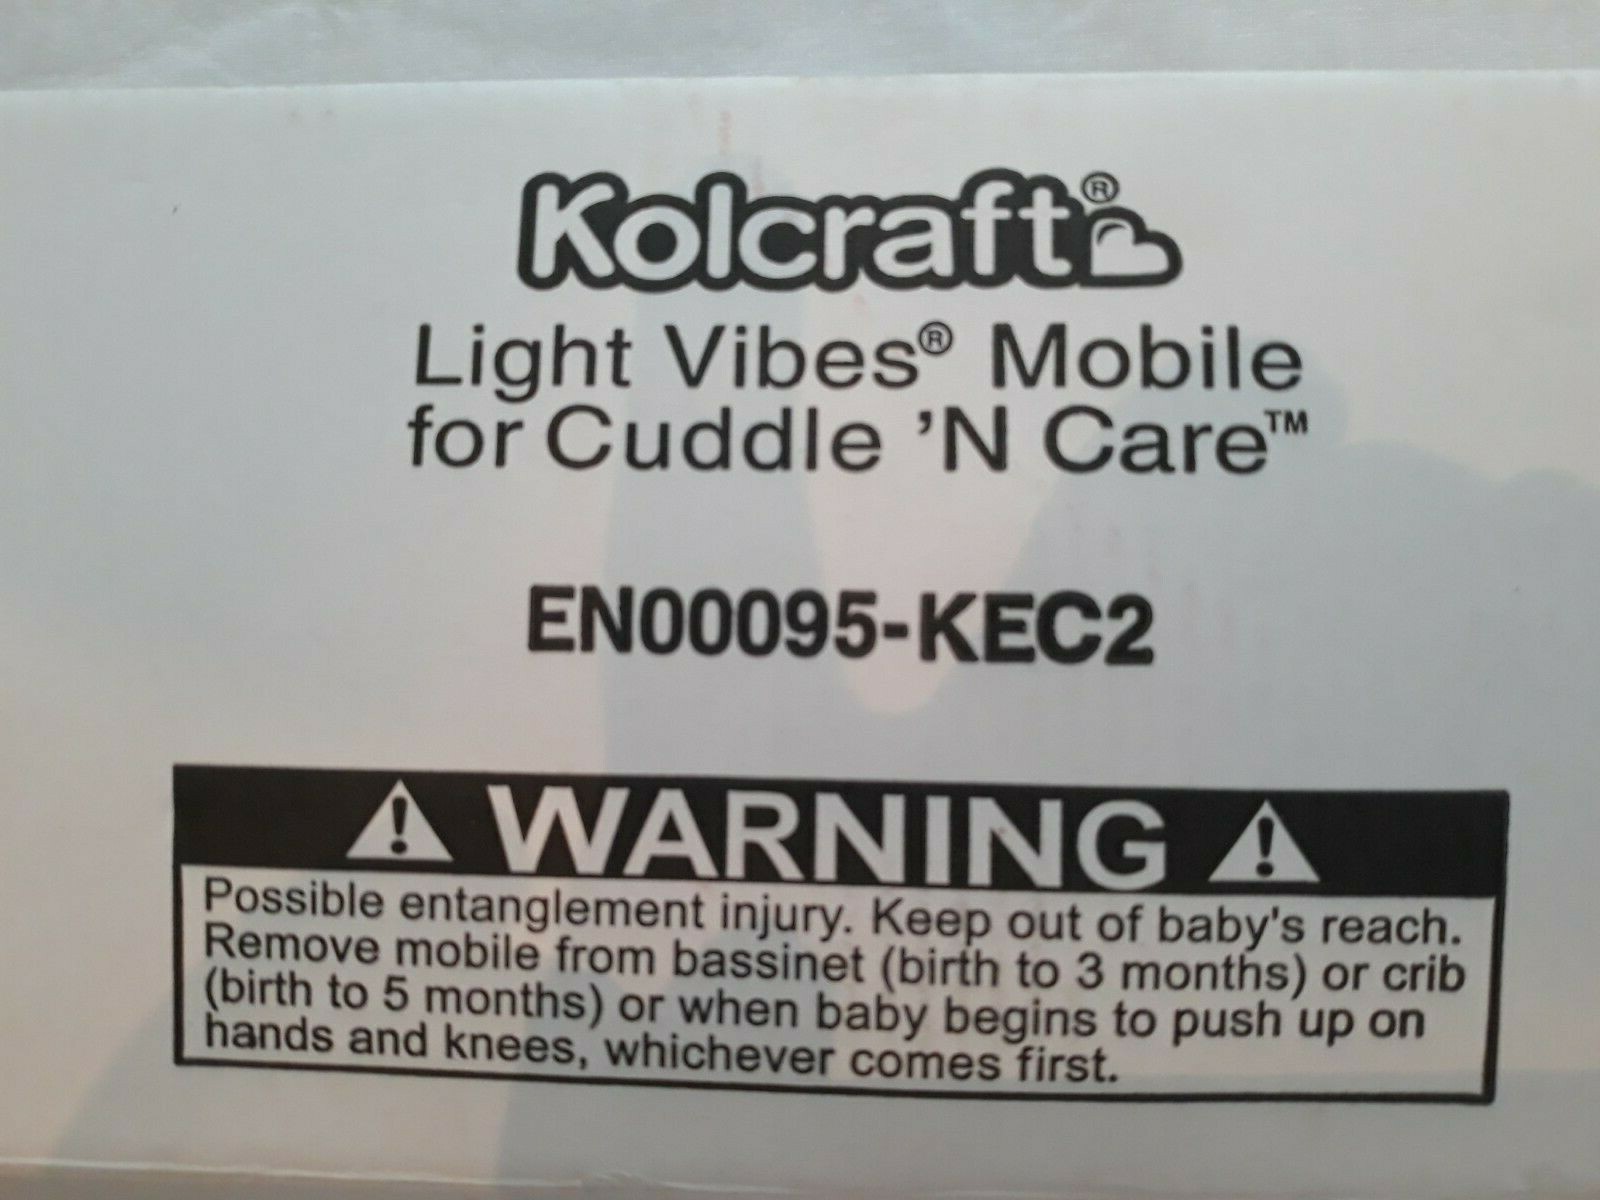 Kolcraft®
Light Vibes® Mobile
for Cuddle 'N Care™
EN00095-KEC2
WARNING
Possible entanglement injury. Keep out of baby's reach.
Remove mobile from bassinet (birth to 3 months) or crib
(birth to 5 months) or when baby begins to push up on
hands and knees, whichever comes first.